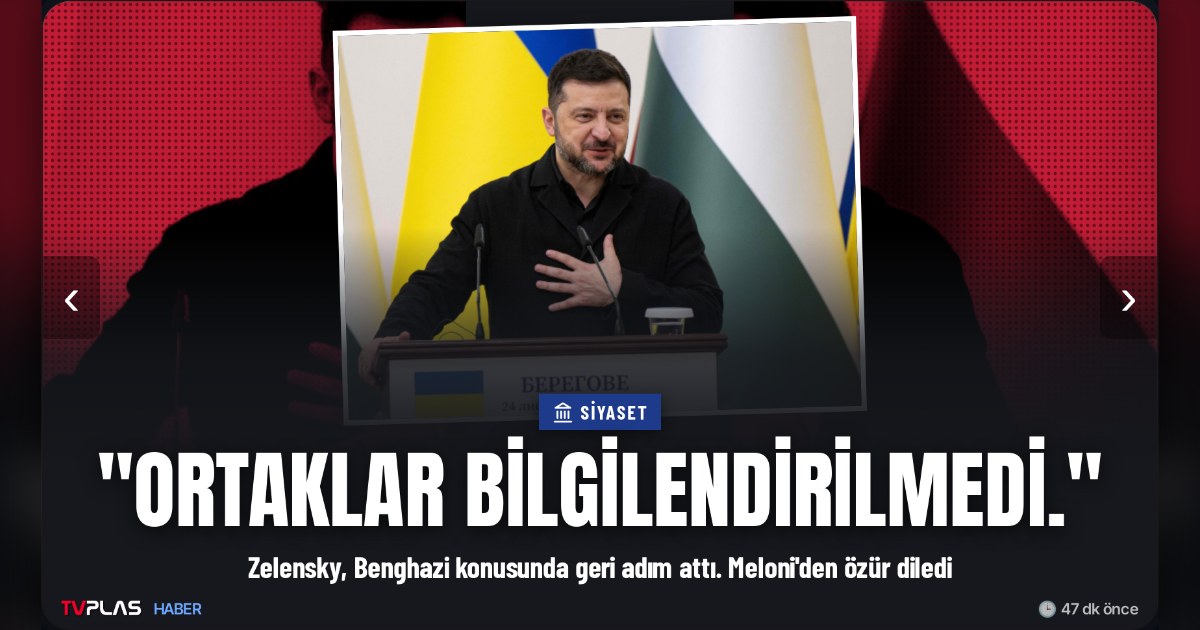 БЕРЕГОВЕ
SİYASET
"ORTAKLAR BİLGİLENDİRİLMEDİ."
Zelensky, Benghazi konusunda geri adım attı. Meloni'den özür diledi
TVPLAS HABER
47 dk önce